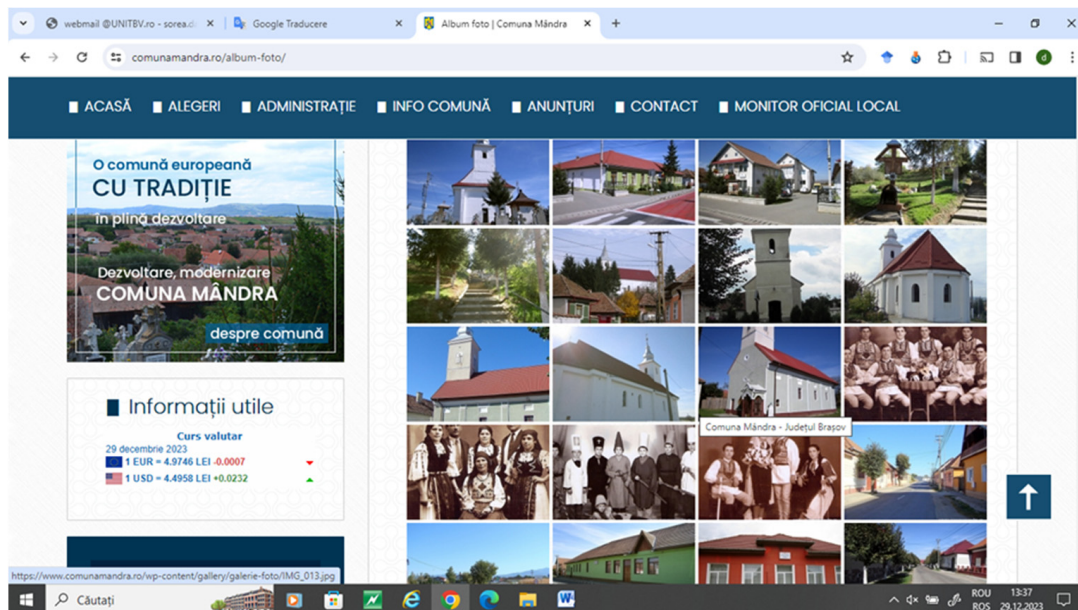 webmail @UNITBV.ro - sorea.d
Google Traducere
Album foto | Comuna Mândra
comunamandra.ro/album-foto/
d
ACASĂ ALEGERI ADMINISTRAȚIE INFO COMUNĂ ANUNȚURI CONTACT MONITOR OFICIAL LOCAL
O comună europeană
CU TRADIȚIE
în plină dezvoltare
Dezvoltare, modernizare
COMUNA MÂNDRA
despre comună
Comuna Mândra - Județul Brașov
Informații utile
Curs valutar
29 decembrie 2023
1 EUR = 4.9746 LEI -0.0007
1 USD = 4.4958 LEI +0.0232
https://www.comunamandra.ro/wp-content/gallery/galerie-foto/IMG_013.jpg
Căutați
ROU
ROS
13:37
29.12.2023